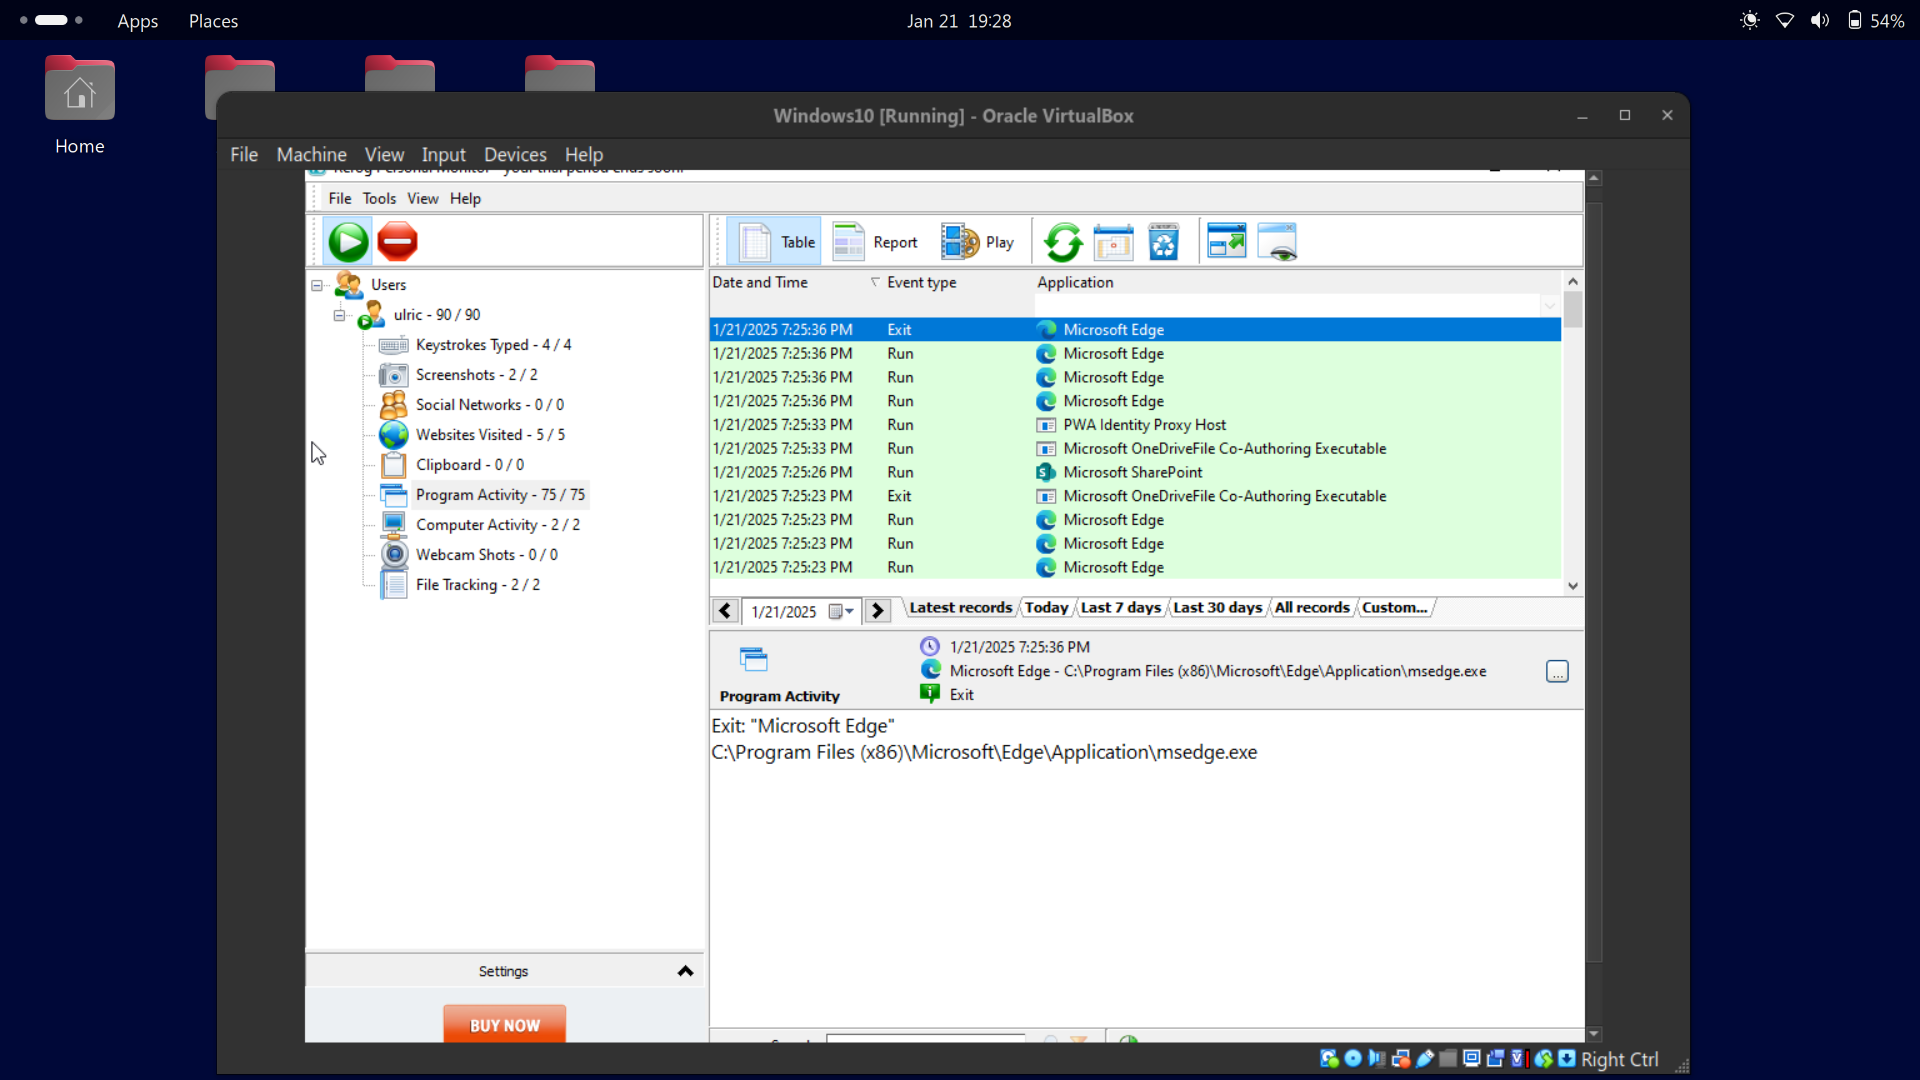 Apps Places Jan 21 19:28 54%
Home
Windows10 [Running] - Oracle VirtualBox
File Machine View Input Devices Help
Personal Monitor - your trial period ends soon!
File Tools View Help
Table Report Play
Users
ulric - 90 / 90
Keystrokes Typed - 4 / 4
Screenshots - 2 / 2
Social Networks - 0 / 0
Websites Visited - 5 / 5
Clipboard - 0 / 0
Program Activity - 75 / 75
Computer Activity - 2 / 2
Webcam Shots - 0 / 0
File Tracking - 2 / 2
Settings
BUY NOW
Date and Time Event type Application
1/21/2025 7:25:36 PM Exit Microsoft Edge
1/21/2025 7:25:36 PM Run Microsoft Edge
1/21/2025 7:25:36 PM Run Microsoft Edge
1/21/2025 7:25:36 PM Run Microsoft Edge
1/21/2025 7:25:33 PM Run PWA Identity Proxy Host
1/21/2025 7:25:33 PM Run Microsoft OneDriveFile Co-Authoring Executable
1/21/2025 7:25:26 PM Run Microsoft SharePoint
1/21/2025 7:25:23 PM Exit Microsoft OneDriveFile Co-Authoring Executable
1/21/2025 7:25:23 PM Run Microsoft Edge
1/21/2025 7:25:23 PM Run Microsoft Edge
1/21/2025 7:25:23 PM Run Microsoft Edge
1/21/2025 Latest records Today Last 7 days Last 30 days All records Custom...
1/21/2025 7:25:36 PM
Microsoft Edge - C:\Program Files (x86)\Microsoft\Edge\Application\msedge.exe
...
Program Activity Exit
Exit: "Microsoft Edge"
C:\Program Files (x86)\Microsoft\Edge\Application\msedge.exe
Right Ctrl